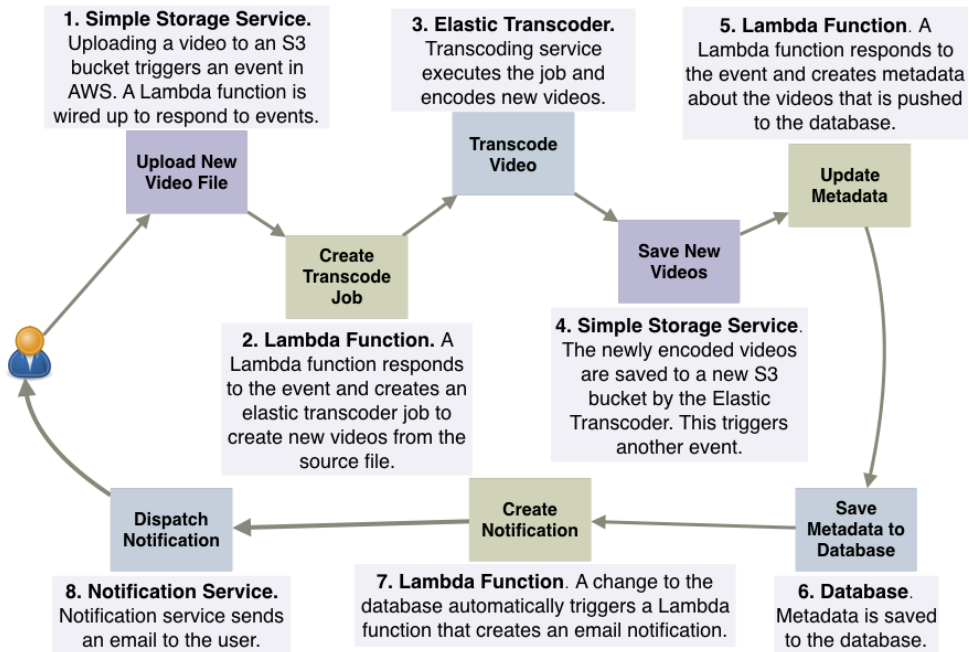 1. Simple Storage Service.
Uploading a video to an S3
bucket triggers an event in
AWS. A Lambda function is
wired up to respond to events.
Upload New
Video File
Create
Transcode
Job
2. Lambda Function. A
Lambda function responds
to the event and creates an
elastic transcoder job to
create new videos from the
source file.
3. Elastic Transcoder.
Transcoding service
executes the job and
encodes new videos.
Transcode
Video
Save New
Videos
4. Simple Storage Service.
The newly encoded videos
are saved to a new S3
bucket by the Elastic
Transcoder. This triggers
another event.
5. Lambda Function. A
Lambda function responds to
the event and creates metadata
about the videos that is pushed
to the database.
Update
Metadata
Save
Metadata to
Database
6. Database.
Metadata is saved
to the database.
Create
Notification
7. Lambda Function. A change to the
database automatically triggers a Lambda
function that creates an email notification.
Dispatch
Notification
8. Notification Service.
Notification service sends
an email to the user.